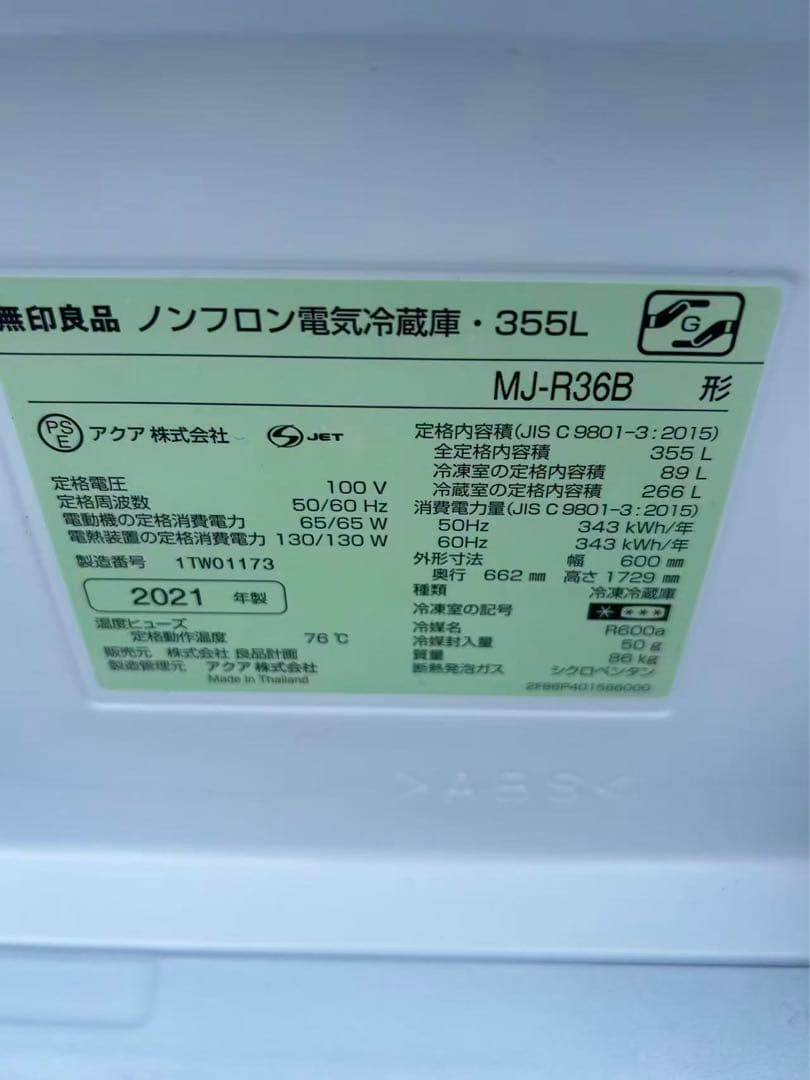 無印良品 ノンフロン電気冷蔵庫・355L
G
MJ-R36B 形
PSE アクア 株式会社 S JET
定格電圧 100 V
定格周波数 50/60 Hz
電動機の定格消費電力 65/65 W
電熱装置の定格消費電力 130/130 W
製造番号 1TW01173
2021 年製
温度ヒューズ
定格動作温度 76℃
販売元 株式会社 良品計画
製造管理元 アクア 株式会社
Made in Thailand
定格内容積(JIS C 9801-3:2015)
全定格内容積 355 L
冷凍室の定格内容積 89 L
冷蔵室の定格内容積 266 L
消費電力量(JIS C 9801-3:2015)
50Hz 343 kWh/年
60Hz 343 kWh/年
外形寸法 幅 600 mm
奥行 662 mm 高さ 1729 mm
種類 冷凍冷蔵庫
冷凍室の記号 * ***
冷媒名 R600a
冷媒封入量 50 g
質量 86 kg
断熱発泡ガス シクロペンタン